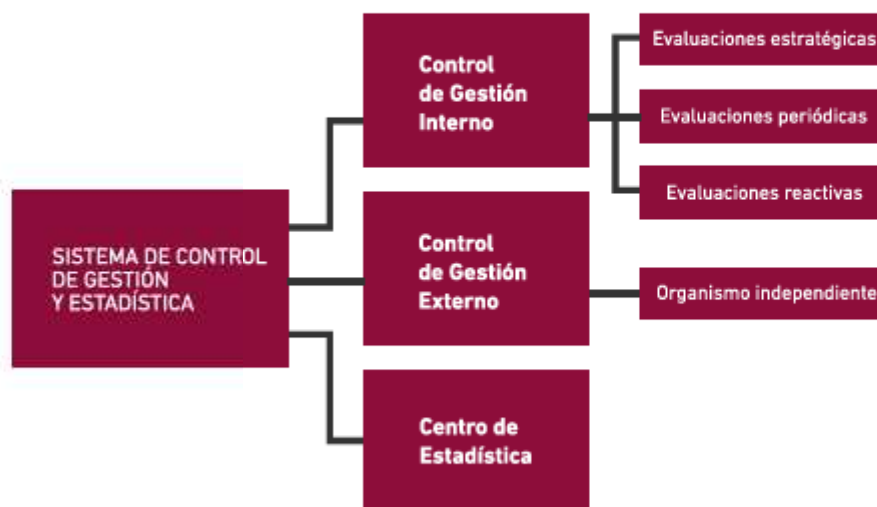 SISTEMA DE CONTROL
DE GESTIÓN
Y ESTADÍSTICA
Control
de Gestión
Interno
Evaluaciones estratégicas
Evaluaciones periódicas
Evaluaciones reactivas
Control
de Gestión
Externo
Organismo independiente
Centro de
Estadística